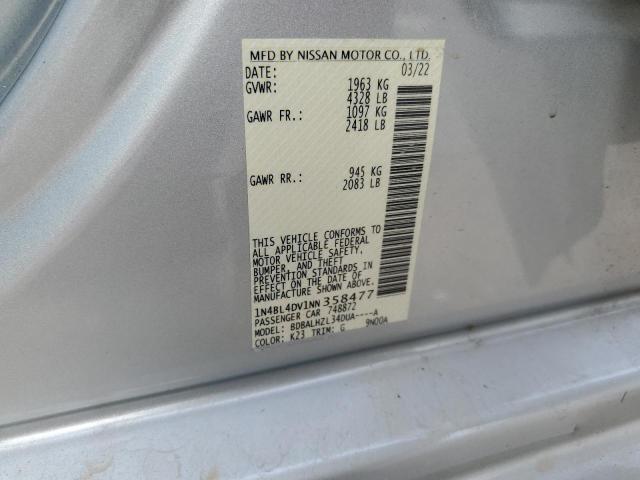 MFD BY NISSAN MOTOR CO., LTD.
DATE: 03/22
GVWR: 1963 KG
4328 LB
GAWR FR.: 1097 KG
2418 LB
GAWR RR.: 945 KG
2083 LB
THIS VEHICLE CONFORMS TO
ALL APPLICABLE FEDERAL
MOTOR VEHICLE SAFETY,
BUMPER, AND THEFT
PREVENTION STANDARDS IN
EFFECT ON THE DATE OF
MANUFACTURE SHOWN ABOVE.
1N4BL4DV1NN358477
PASSENGER CAR 748872
MODEL: BDBALHZL34DUA----A
COLOR: K23 TRIM: G 9N00A